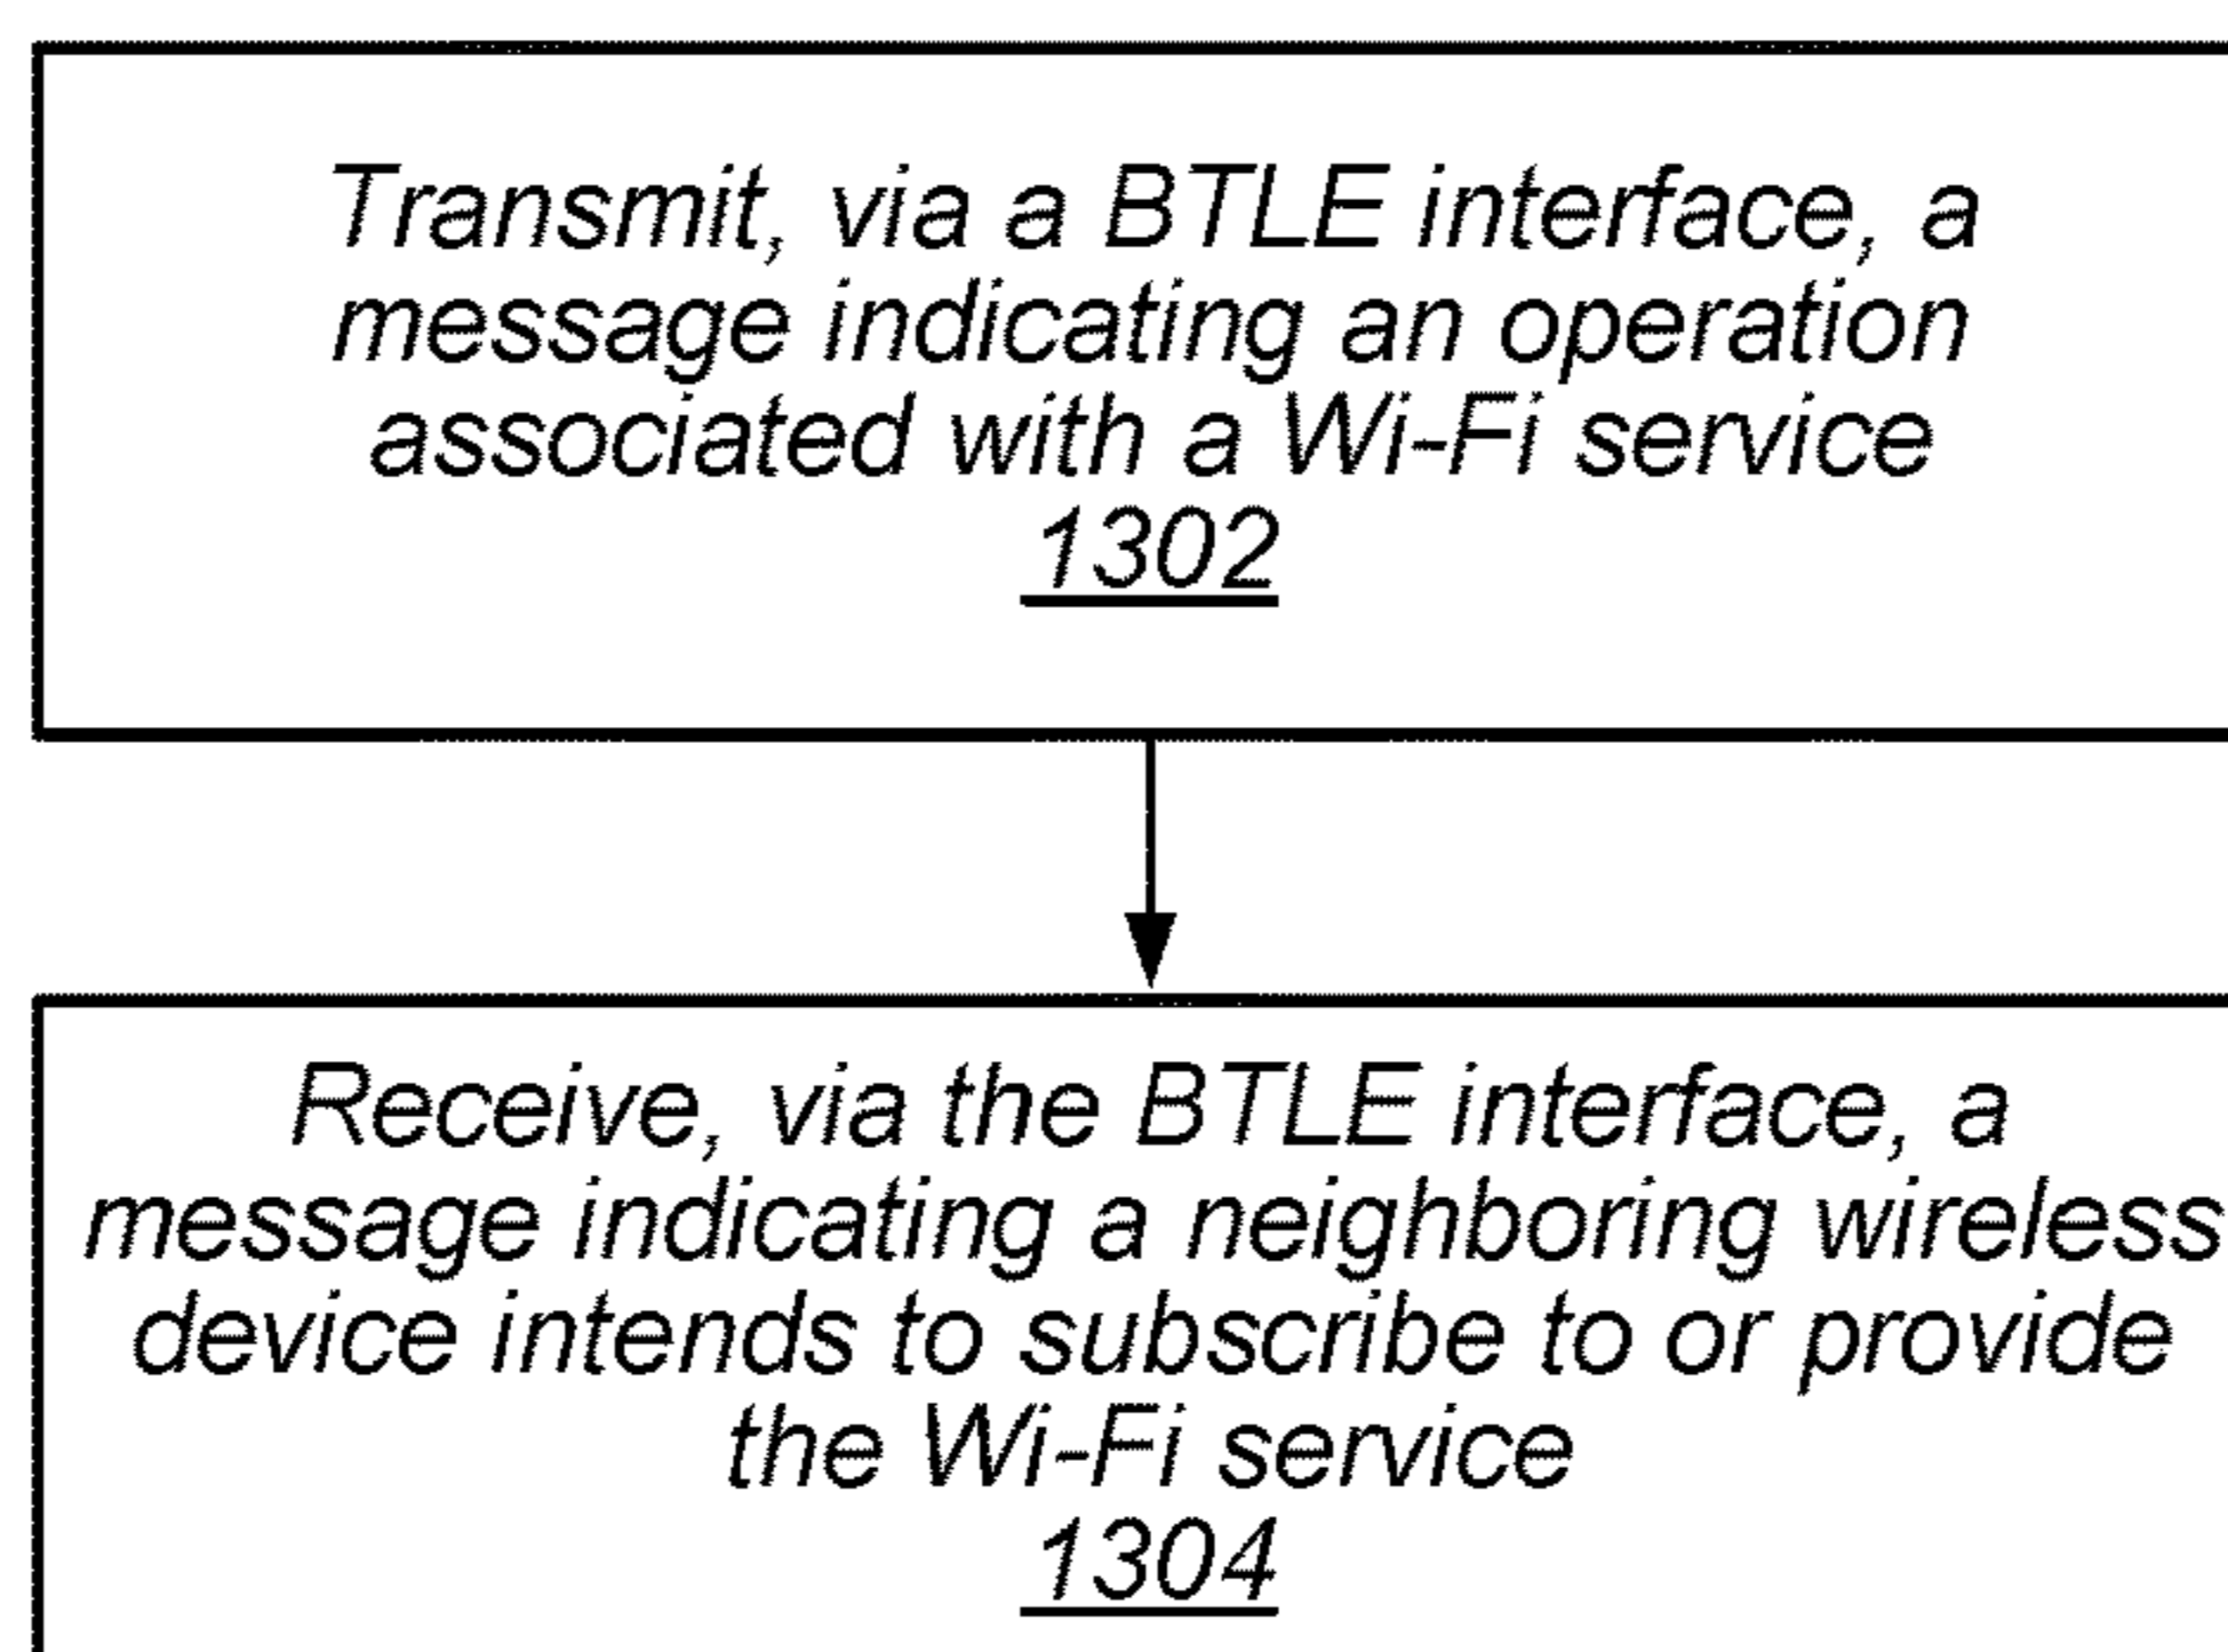 Transmit, via a BTLE interface, a
message indicating an operation
associated with a Wi-Fi service
1302
Receive, via the BTLE interface, a
message indicating a neighboring wireless
device intends to subscribe to or provide
the Wi-Fi service
1304